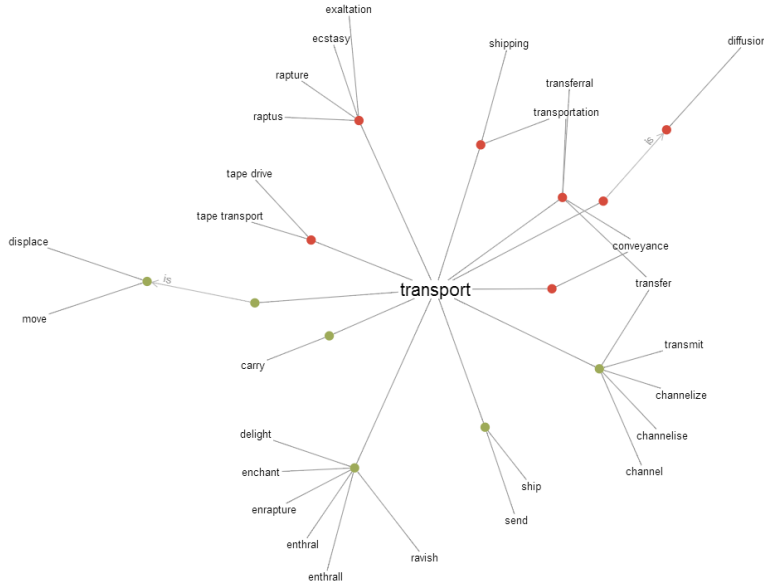 exaltation
ecstasy
shipping
diffusion
rapture
transferral
raptus
transportation
tape drive
is
tape transport
displace
conveyance
is
transport
transfer
move
transmit
carry
channelize
delight
channelise
enchant
channel
ship
enrapture
send
enthral
ravish
enthrall